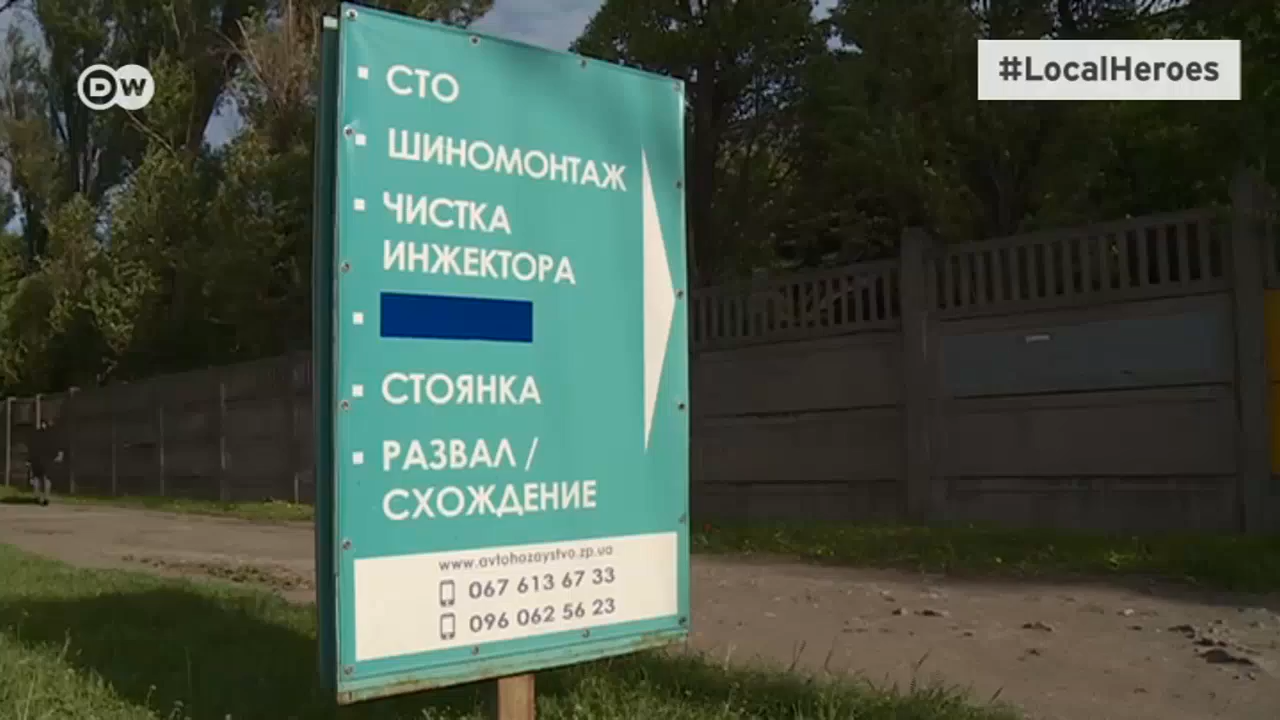 DW
#LocalHeroes
СТО
ШИНОМОНТАЖ
ЧИСТКА
ИНЖЕКТОРА
СТОЯНКА
РАЗВАЛ /
СХОЖДЕНИЕ
www.avtohozaystvo.zp.ua
067 613 67 33
096 062 56 23